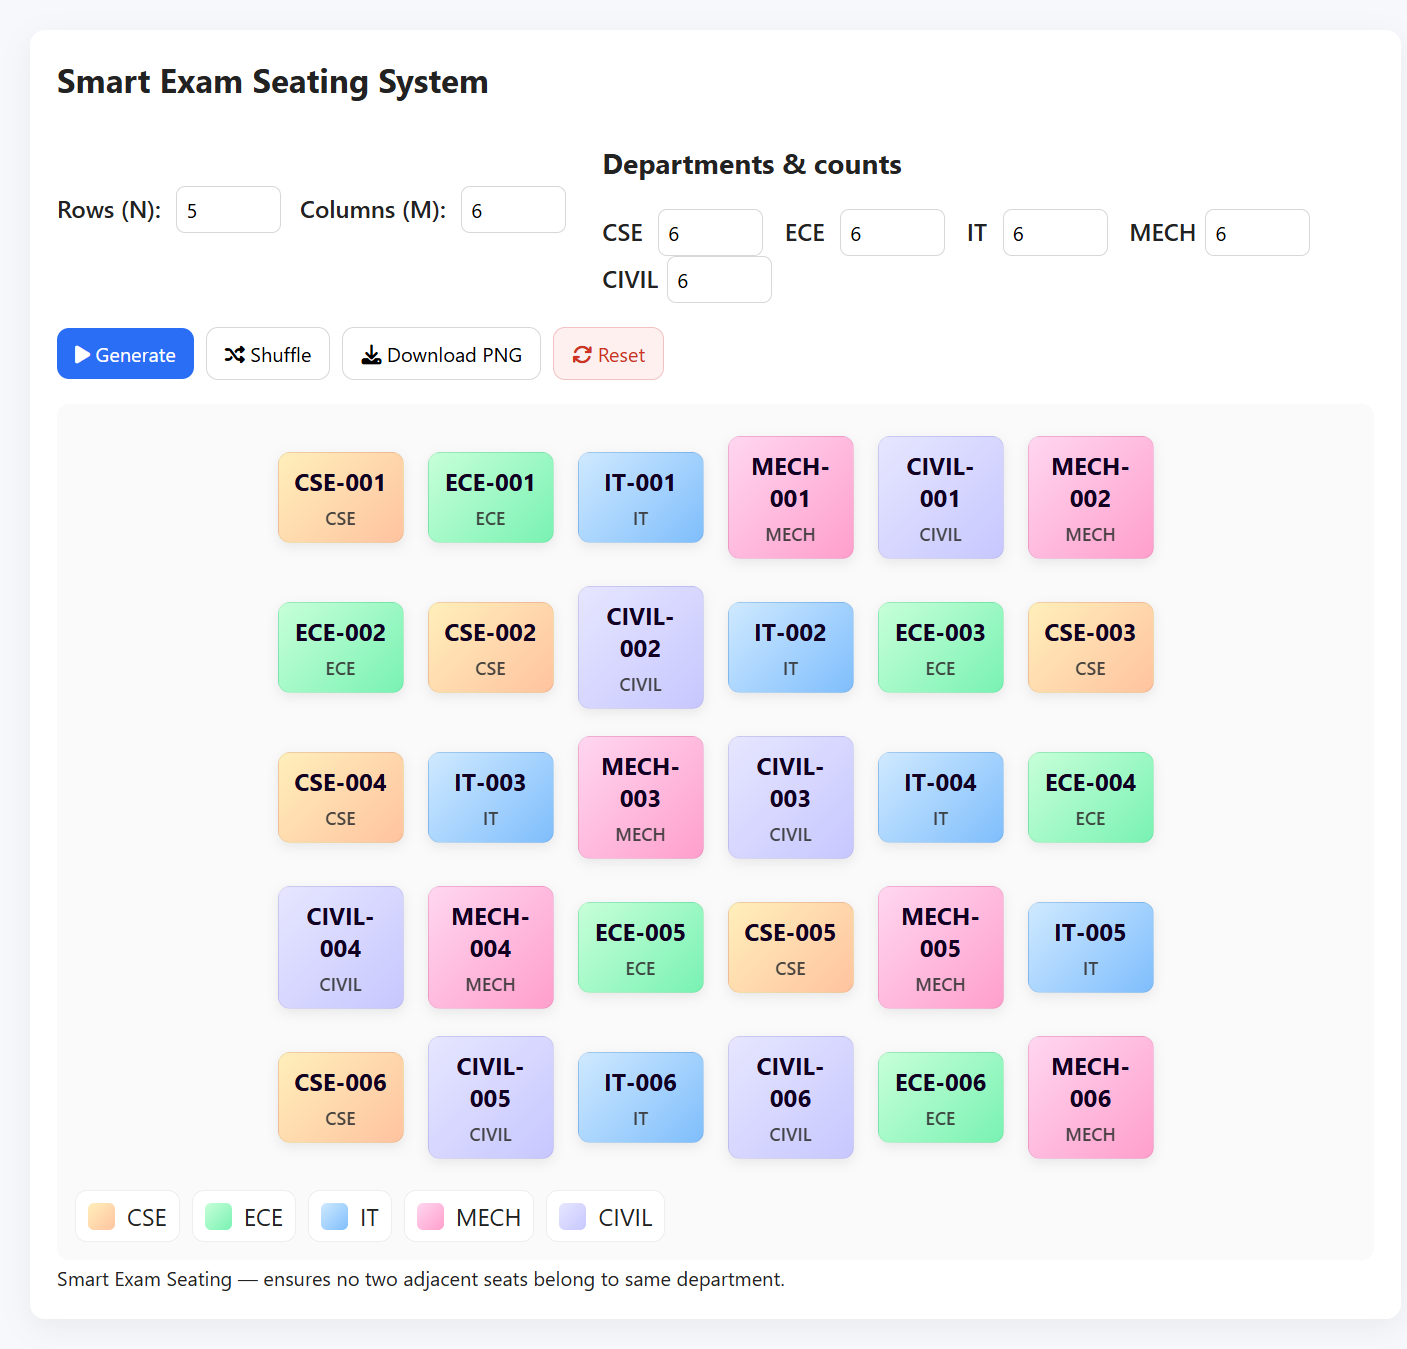 Smart Exam Seating System
Departments & counts
Rows (N): 5 Columns (M): 6
CSE 6 ECE 6 IT 6 MECH 6
CIVIL 6
Generate Shuffle Download PNG Reset
CSE-001
CSE
ECE-001
ECE
IT-001
IT
MECH-
001
MECH
CIVIL-
001
CIVIL
MECH-
002
MECH
ECE-002
ECE
CSE-002
CSE
CIVIL-
002
CIVIL
IT-002
IT
ECE-003
ECE
CSE-003
CSE
CSE-004
CSE
IT-003
IT
MECH-
003
MECH
CIVIL-
003
CIVIL
IT-004
IT
ECE-004
ECE
CIVIL-
004
CIVIL
MECH-
004
MECH
ECE-005
ECE
CSE-005
CSE
MECH-
005
MECH
IT-005
IT
CSE-006
CSE
CIVIL-
005
CIVIL
IT-006
IT
CIVIL-
006
CIVIL
ECE-006
ECE
MECH-
006
MECH
CSE ECE IT MECH CIVIL
Smart Exam Seating — ensures no two adjacent seats belong to same department.